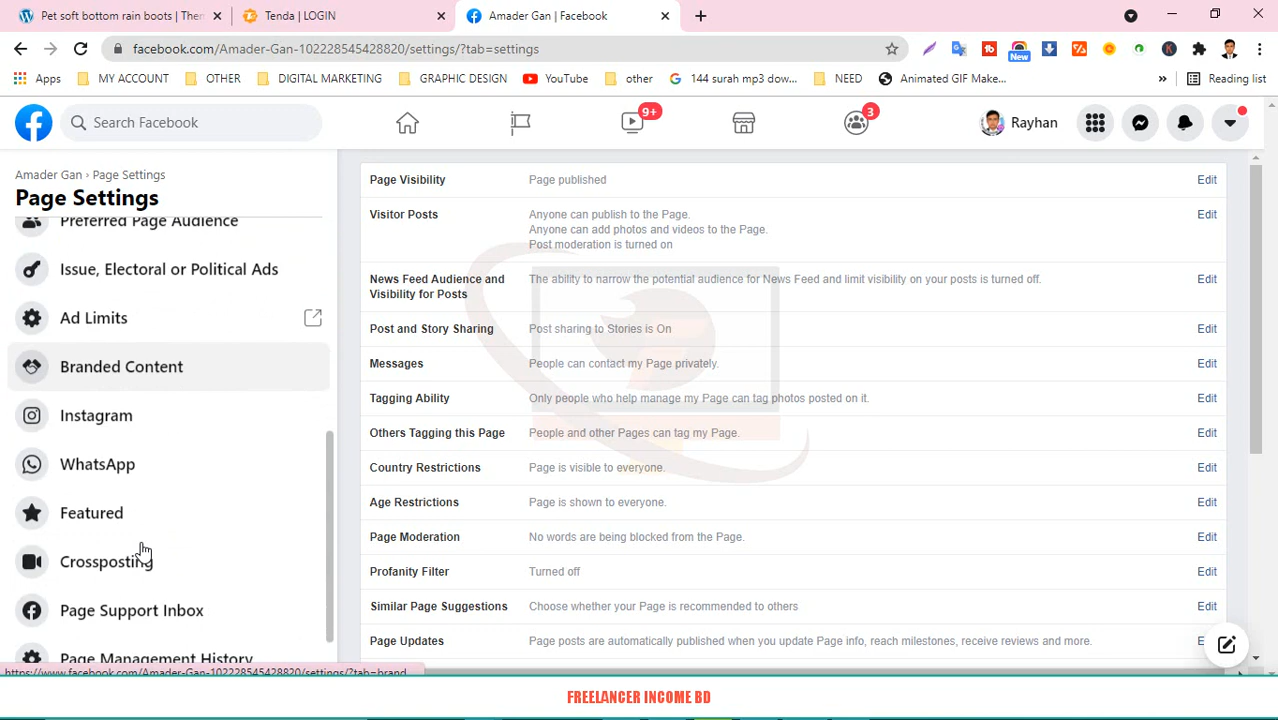 Pet soft bottom rain boots | Then
Tenda | LOGIN
Amader Gan | Facebook
facebook.com/Amader-Gan-102228545428820/settings/?tab=settings
New
Apps
MY ACCOUNT
OTHER
DIGITAL MARKETING
GRAPHIC DESIGN
YouTube
other
144 surah mp3 dow...
NEED
Animated GIF Make...
»
Reading list
Search Facebook
9+
3
Rayhan
Amader Gan › Page Settings
Page Settings
Preferred Page Audience
Issue, Electoral or Political Ads
Ad Limits
Branded Content
Instagram
WhatsApp
Featured
Crossposting
Page Support Inbox
Page Management History
https://www.facebook.com/Amader-Gan-102228545428820/settings/?tab=brand...
Page Visibility Page published Edit
Visitor Posts Anyone can publish to the Page. Edit
Anyone can add photos and videos to the Page.
Post moderation is turned on
News Feed Audience and The ability to narrow the potential audience for News Feed and limit visibility on your posts is turned off. Edit
Visibility for Posts
Post and Story Sharing Post sharing to Stories is On Edit
Messages People can contact my Page privately. Edit
Tagging Ability Only people who help manage my Page can tag photos posted on it. Edit
Others Tagging this Page People and other Pages can tag my Page. Edit
Country Restrictions Page is visible to everyone. Edit
Age Restrictions Page is shown to everyone. Edit
Page Moderation No words are being blocked from the Page. Edit
Profanity Filter Turned off Edit
Similar Page Suggestions Choose whether your Page is recommended to others Edit
Page Updates Page posts are automatically published when you update Page info, reach milestones, receive reviews and more.
FREELANCER INCOME BD